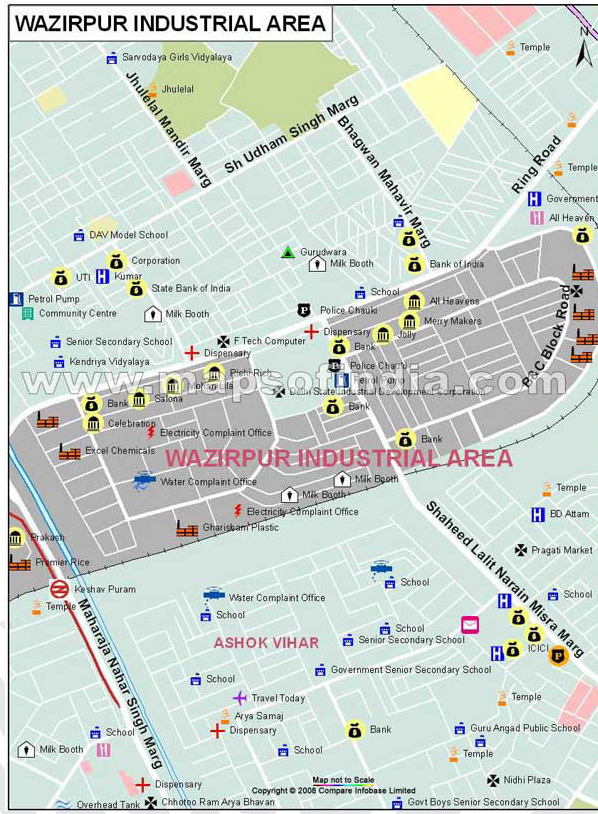 WAZIRPUR INDUSTRIAL AREA
N
Temple
Sarvodaya Girls Vidyalaya
Jhulelal
Jhulelal Mandir Marg
Sh Udham Singh Marg
Bhagwan Mahavir Marg
Ring Road
Temple
H Government
All Heaven
DAV Model School
Corporation
UTI
H Kumar
State Bank of India
Gurudwara
Milk Booth
Bank of India
Petrol Pump
Community Centre
Milk Booth
School
All Heavens
Police Chauki
Merry Makers
Dispensary
Jolly
B&C Block Road
Senior Secondary School
F Tech Computer
Bank
Dispensary
Kendriya Vidyalaya
Police Chauki
Petrol Pump
www.mapsofindia.com
Salona
Delhi State Industrial Development Corporation
Bank
Bank
Celebration
Electricity Complaint Office
Bank
Excel Chemicals
WAZIRPUR INDUSTRIAL AREA
Water Complaint Office
Milk Booth
Milk Booth
Temple
Electricity Complaint Office
H BD Attam
Gharisham Plastic
Shaheed Lalit Narain Misra Marg
Prakash
Pragati Market
Premier Rice
Keshav Puram
School
School
Water Complaint Office
Temple
Maharaja Nahar Singh Marg
School
H
School
ASHOK VIHAR
Senior Secondary School
ICICI
H
Government Senior Secondary School
School
Travel Today
Temple
Arya Samaj
Dispensary
Bank
Guru Angad Public School
School
Milk Booth
School
Temple
Map not to Scale
Dispensary
Nidhi Plaza
Copyright © 2008 Compare Infobase Limited
Overhead Tank
Chhotoo Ram Arya Bhavan
Govt Boys Senior Secondary School